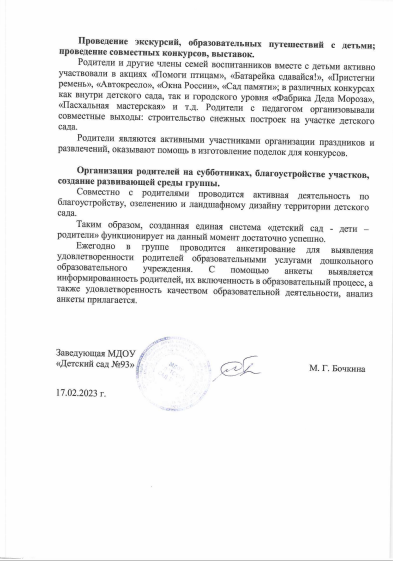 Проведение экскурсий, образовательных путешествий с детьми;
проведение совместных конкурсов, выставок.
Родители и другие члены семей воспитанников вместе с детьми активно
участвовали в акциях «Помоги птицам», «Батарейка сдавайся!», «Пристегни
ремень», «Автокресло», «Окна России», «Сад памяти»; в различных конкурсах
как внутри детского сада, так и городского уровня «Фабрика Деда Мороза»,
«Пасхальная мастерская» и т.д. Родители с педагогом организовывали
совместные выходы: строительство снежных построек на участке детского
сада.
Родители являются активными участниками организации праздников и
развлечений, оказывают помощь в изготовление поделок для конкурсов.
Организация родителей на субботниках, благоустройстве участков,
создание развивающей среды группы.
Совместно с родителями проводится активная деятельность по
благоустройству, озеленению и ландшафтному дизайну территории детского
сада.
Таким образом, созданная единая система «детский сад - дети –
родители» функционирует на данный момент достаточно успешно.
Ежегодно в группе проводится анкетирование для выявления
удовлетворенности родителей образовательными услугами дошкольного
образовательного учреждения. С помощью анкеты выявляется
информированность родителей, их включенность в образовательный процесс, а
также удовлетворенность качеством образовательной деятельности, анализ
анкеты прилагается.
Заведующая МДОУ
«Детский сад №93» М. Г. Бочкина
17.02.2023 г.